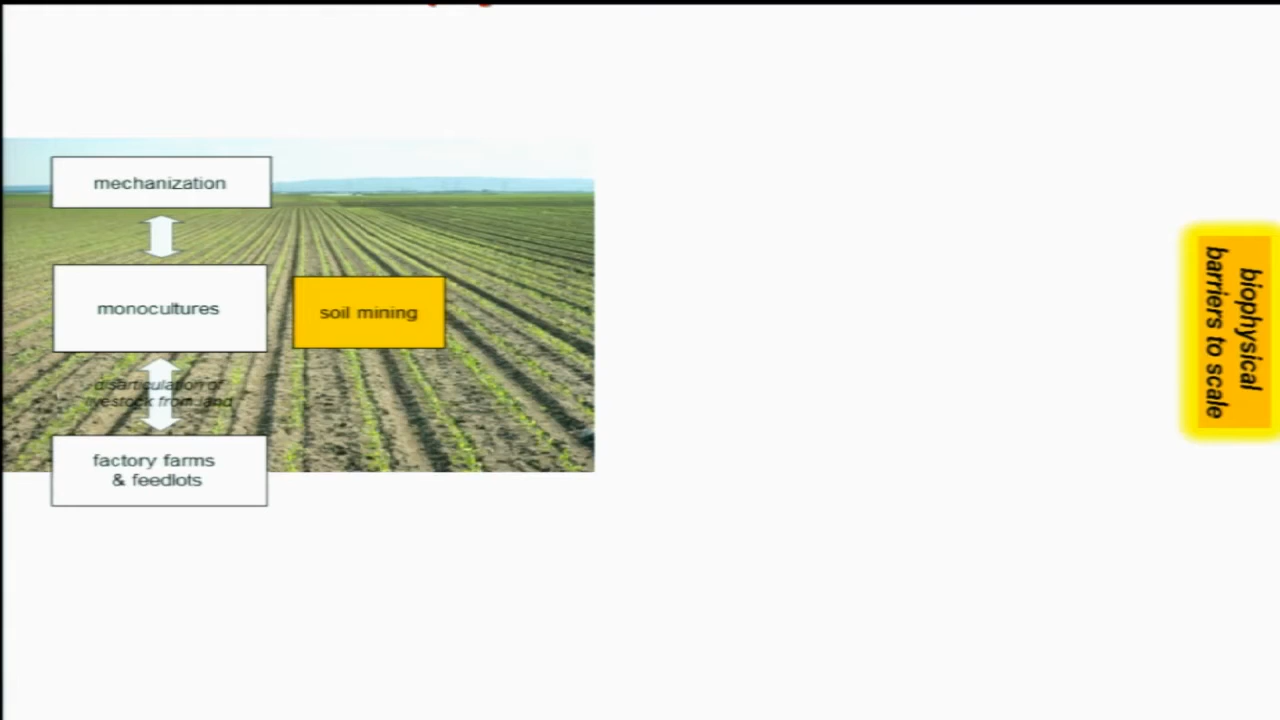 mechanization
monocultures
soil mining
disarticulation of
livestock from land
factory farms
& feedlots
biophysical
barriers to scale